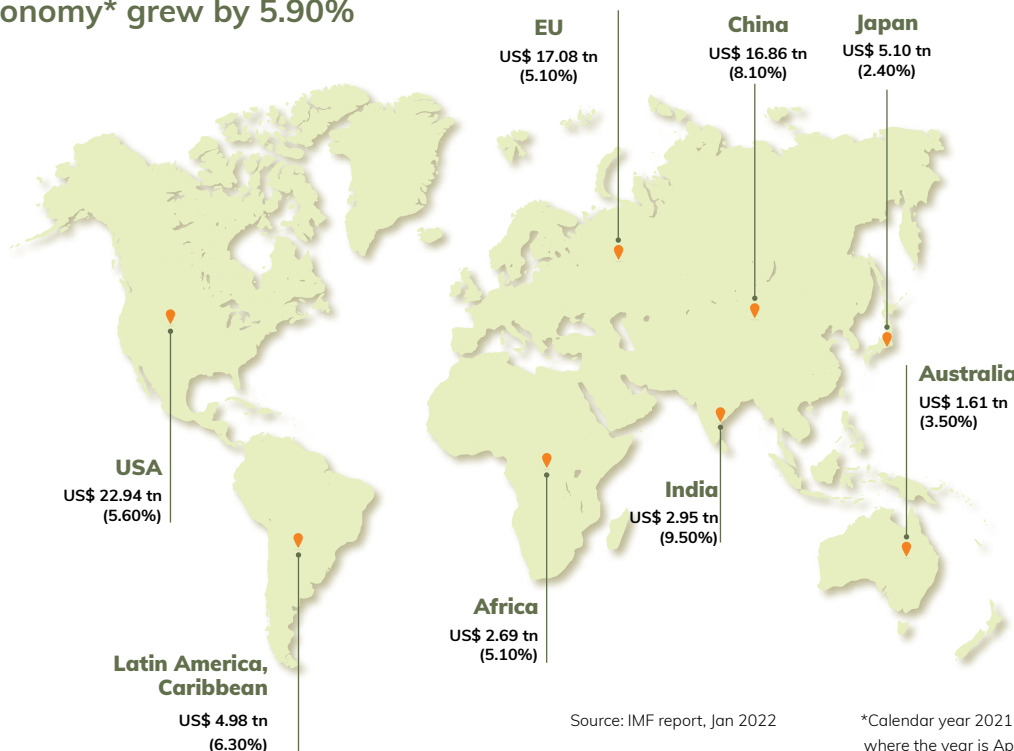 onomy* grew by 5.90%
EU
US$ 17.08 tn
(5.10%)
China
US$ 16.86 tn
(8.10%)
Japan
US$ 5.10 tn
(2.40%)
Australia
US$ 1.61 tn
(3.50%)
USA
US$ 22.94 tn
(5.60%)
India
US$ 2.95 tn
(9.50%)
Africa
US$ 2.69 tn
(5.10%)
Latin America,
Caribbean
US$ 4.98 tn
(6.30%)
Source: IMF report, Jan 2022
*Calendar year 2021
where the year is Ap